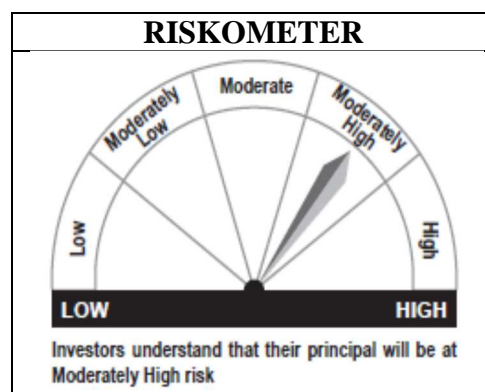 RISKOMETER
Low
Moderately
Low
Moderate
Moderately
High
High
LOW HIGH
Investors understand that their principal will be at
Moderately High risk